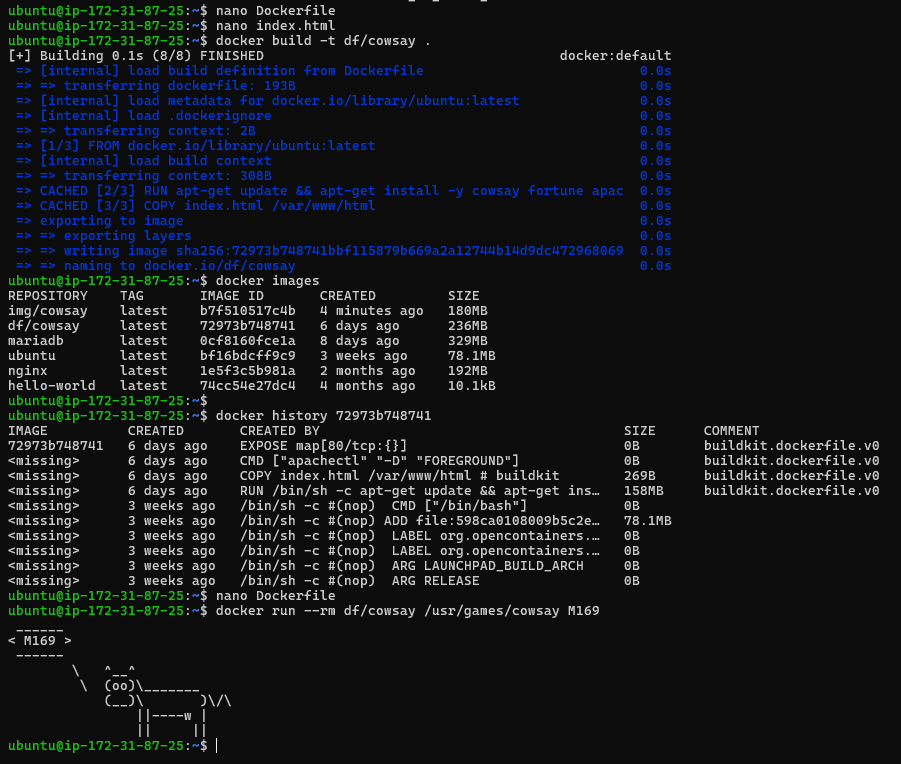 ubuntu@ip-172-31-87-25:~$ nano Dockerfile
ubuntu@ip-172-31-87-25:~$ nano index.html
ubuntu@ip-172-31-87-25:~$ docker build -t df/cowsay .
[+] Building 0.1s (8/8) FINISHED                                     docker:default
 => [internal] load build definition from Dockerfile                           0.0s
 => => transferring dockerfile: 193B                                           0.0s
 => [internal] load metadata for docker.io/library/ubuntu:latest               0.0s
 => [internal] load .dockerignore                                              0.0s
 => => transferring context: 2B                                                0.0s
 => [1/3] FROM docker.io/library/ubuntu:latest                                 0.0s
 => [internal] load build context                                              0.0s
 => => transferring context: 308B                                              0.0s
 => CACHED [2/3] RUN apt-get update && apt-get install -y cowsay fortune apac  0.0s
 => CACHED [3/3] COPY index.html /var/www/html                                 0.0s
 => exporting to image                                                         0.0s
 => => exporting layers                                                        0.0s
 => => writing image sha256:72973b748741bbf115879b669a2a12744b14d9dc472968069  0.0s
 => => naming to docker.io/df/cowsay                                           0.0s
ubuntu@ip-172-31-87-25:~$ docker images
REPOSITORY    TAG       IMAGE ID       CREATED         SIZE
img/cowsay    latest    b7f510517c4b   4 minutes ago   180MB
df/cowsay     latest    72973b748741   6 days ago      236MB
mariadb       latest    0cf8160fce1a   8 days ago      329MB
ubuntu        latest    bf16bdcff9c9   3 weeks ago     78.1MB
nginx         latest    1e5f3c5b981a   2 months ago    192MB
hello-world   latest    74cc54e27dc4   4 months ago    10.1kB
ubuntu@ip-172-31-87-25:~$
ubuntu@ip-172-31-87-25:~$ docker history 72973b748741
IMAGE          CREATED       CREATED BY                                      SIZE      COMMENT
72973b748741   6 days ago    EXPOSE map[80/tcp:{}]                           0B        buildkit.dockerfile.v0
<missing>      6 days ago    CMD ["apachectl" "-D" "FOREGROUND"]             0B        buildkit.dockerfile.v0
<missing>      6 days ago    COPY index.html /var/www/html # buildkit        269B      buildkit.dockerfile.v0
<missing>      6 days ago    RUN /bin/sh -c apt-get update && apt-get ins…   158MB     buildkit.dockerfile.v0
<missing>      3 weeks ago   /bin/sh -c #(nop)  CMD ["/bin/bash"]            0B
<missing>      3 weeks ago   /bin/sh -c #(nop) ADD file:598ca0108009b5c2e…   78.1MB
<missing>      3 weeks ago   /bin/sh -c #(nop)  LABEL org.opencontainers.…   0B
<missing>      3 weeks ago   /bin/sh -c #(nop)  LABEL org.opencontainers.…   0B
<missing>      3 weeks ago   /bin/sh -c #(nop)  ARG LAUNCHPAD_BUILD_ARCH     0B
<missing>      3 weeks ago   /bin/sh -c #(nop)  ARG RELEASE                  0B
ubuntu@ip-172-31-87-25:~$ nano Dockerfile
ubuntu@ip-172-31-87-25:~$ docker run --rm df/cowsay /usr/games/cowsay M169
 ______
< M169 >
 ------
        \   ^__^
         \  (oo)\_______
            (__)\       )\/\
                ||----w |
                ||     ||
ubuntu@ip-172-31-87-25:~$